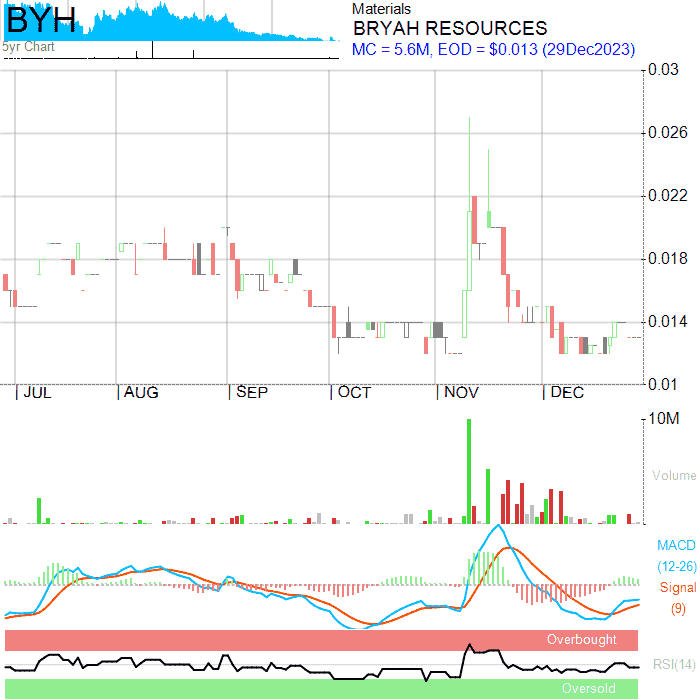 BYH
5yr Chart
Materials
BRYAH RESOURCES
MC = 5.6M, EOD = $0.013 (29Dec2023)
0.03
0.026
0.022
0.018
0.014
0.01
JUL AUG SEP OCT NOV DEC
10M
Volume
MACD
(12-26)
Signal
(9)
Overbought
RSI(14)
Oversold